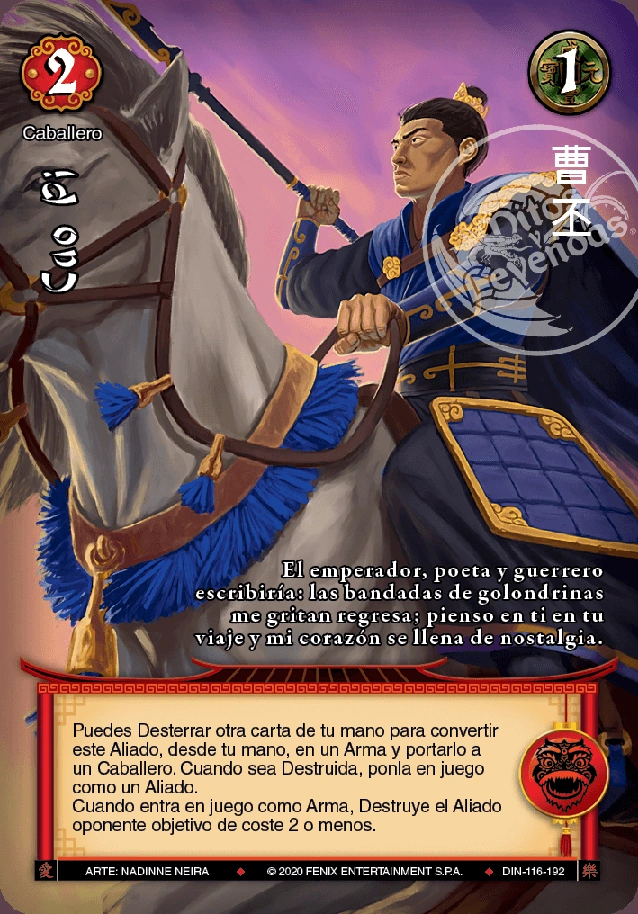 2
1
Caballero
Cao Pi
曹丕
Mitos y Leyendas
El emperador, poeta y guerrero
escribiría: las bandadas de golondrinas
me gritan regresa; pienso en ti en tu
viaje y mi corazón se llena de nostalgia.
Puedes Desterrar otra carta de tu mano para convertir
este Aliado, desde tu mano, en un Arma y portarlo a
un Caballero. Cuando sea Destruida, ponla en juego
como un Aliado.
Cuando entra en juego como Arma, Destruye el Aliado
oponente objetivo de coste 2 o menos.
愛 ARTE: NADINNE NEIRA ♦ © 2020 FENIX ENTERTAINMENT S.P.A. ♦ DIN-116-192 樂